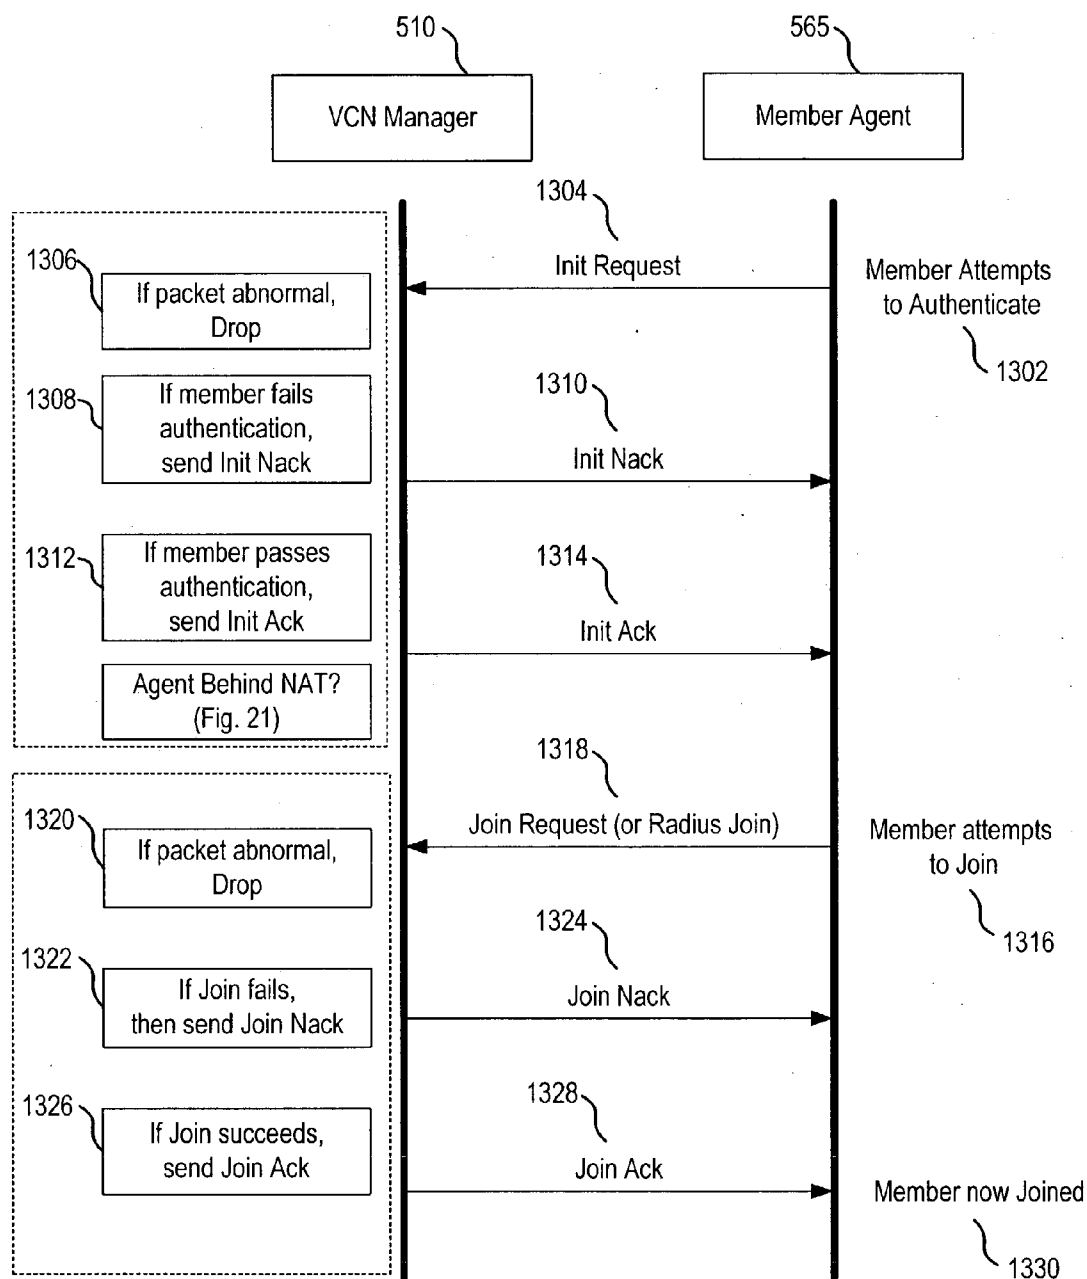 510
565
VCN Manager
Member Agent
1304
1306
Init Request
Member Attempts
to Authenticate
If packet abnormal,
Drop
1302
1308
If member fails
authentication,
send Init Nack
1310
Init Nack
1312
If member passes
authentication,
send Init Ack
1314
Init Ack
Agent Behind NAT?
(Fig. 21)
1318
1320
Join Request (or Radius Join)
Member attempts
to Join
If packet abnormal,
Drop
1316
1322
1324
If Join fails,
then send Join Nack
Join Nack
1326
1328
If Join succeeds,
send Join Ack
Join Ack
Member now Joined
1330